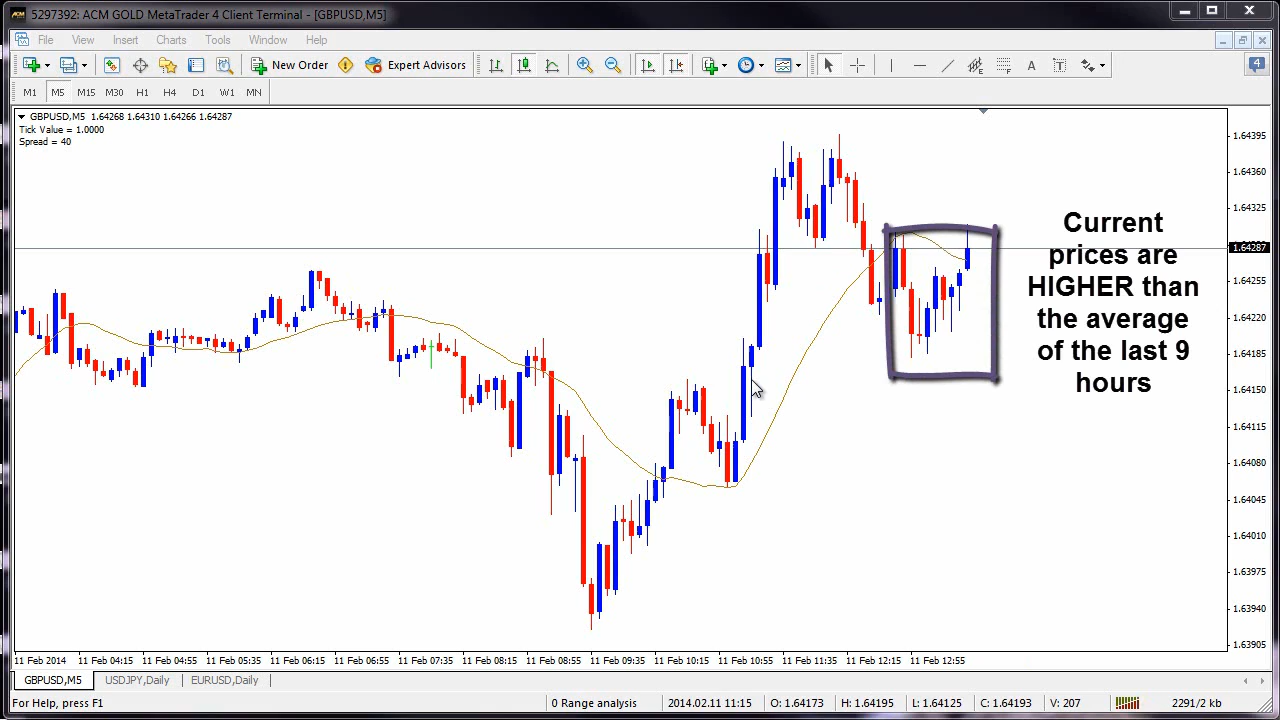 5297392: ACM GOLD MetaTrader 4 Client Terminal - [GBPUSD,M5]
File View Insert Charts Tools Window Help
New Order Expert Advisors A T 4
M1 M5 M15 M30 H1 H4 D1 W1 MN
GBPUSD,M5 1.64268 1.64310 1.64266 1.64287
Tick Value = 1.0000
Spread = 40
1.64395
1.64360
1.64325
1.64287
1.64255
1.64220
1.64185
1.64150
1.64115
1.64080
1.64045
1.64010
1.63975
1.63940
1.63905
Current
prices are
HIGHER than
the average
of the last 9
hours
11 Feb 2014 11 Feb 04:15 11 Feb 04:55 11 Feb 05:35 11 Feb 06:15 11 Feb 06:55 11 Feb 07:35 11 Feb 08:15 11 Feb 08:55 11 Feb 09:35 11 Feb 10:15 11 Feb 10:55 11 Feb 11:35 11 Feb 12:15 11 Feb 12:55
GBPUSD,M5 USDJPY,Daily EURUSD,Daily
For Help, press F1 0 Range analysis 2014.02.11 11:15 O: 1.64173 H: 1.64195 L: 1.64125 C: 1.64193 V: 207 2291/2 kb